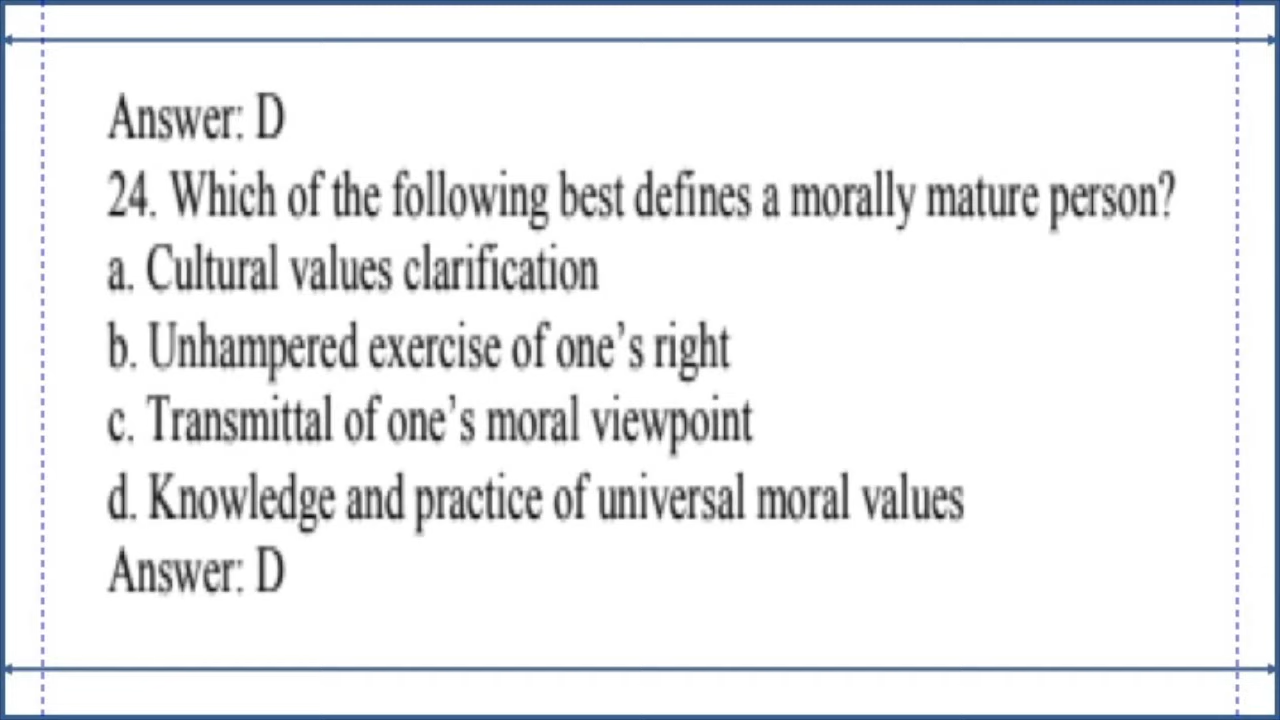 Answer: D
24. Which of the following best defines a morally mature person?
a. Cultural values clarification
b. Unhampered exercise of one’s right
c. Transmittal of one’s moral viewpoint
d. Knowledge and practice of universal moral values
Answer: D